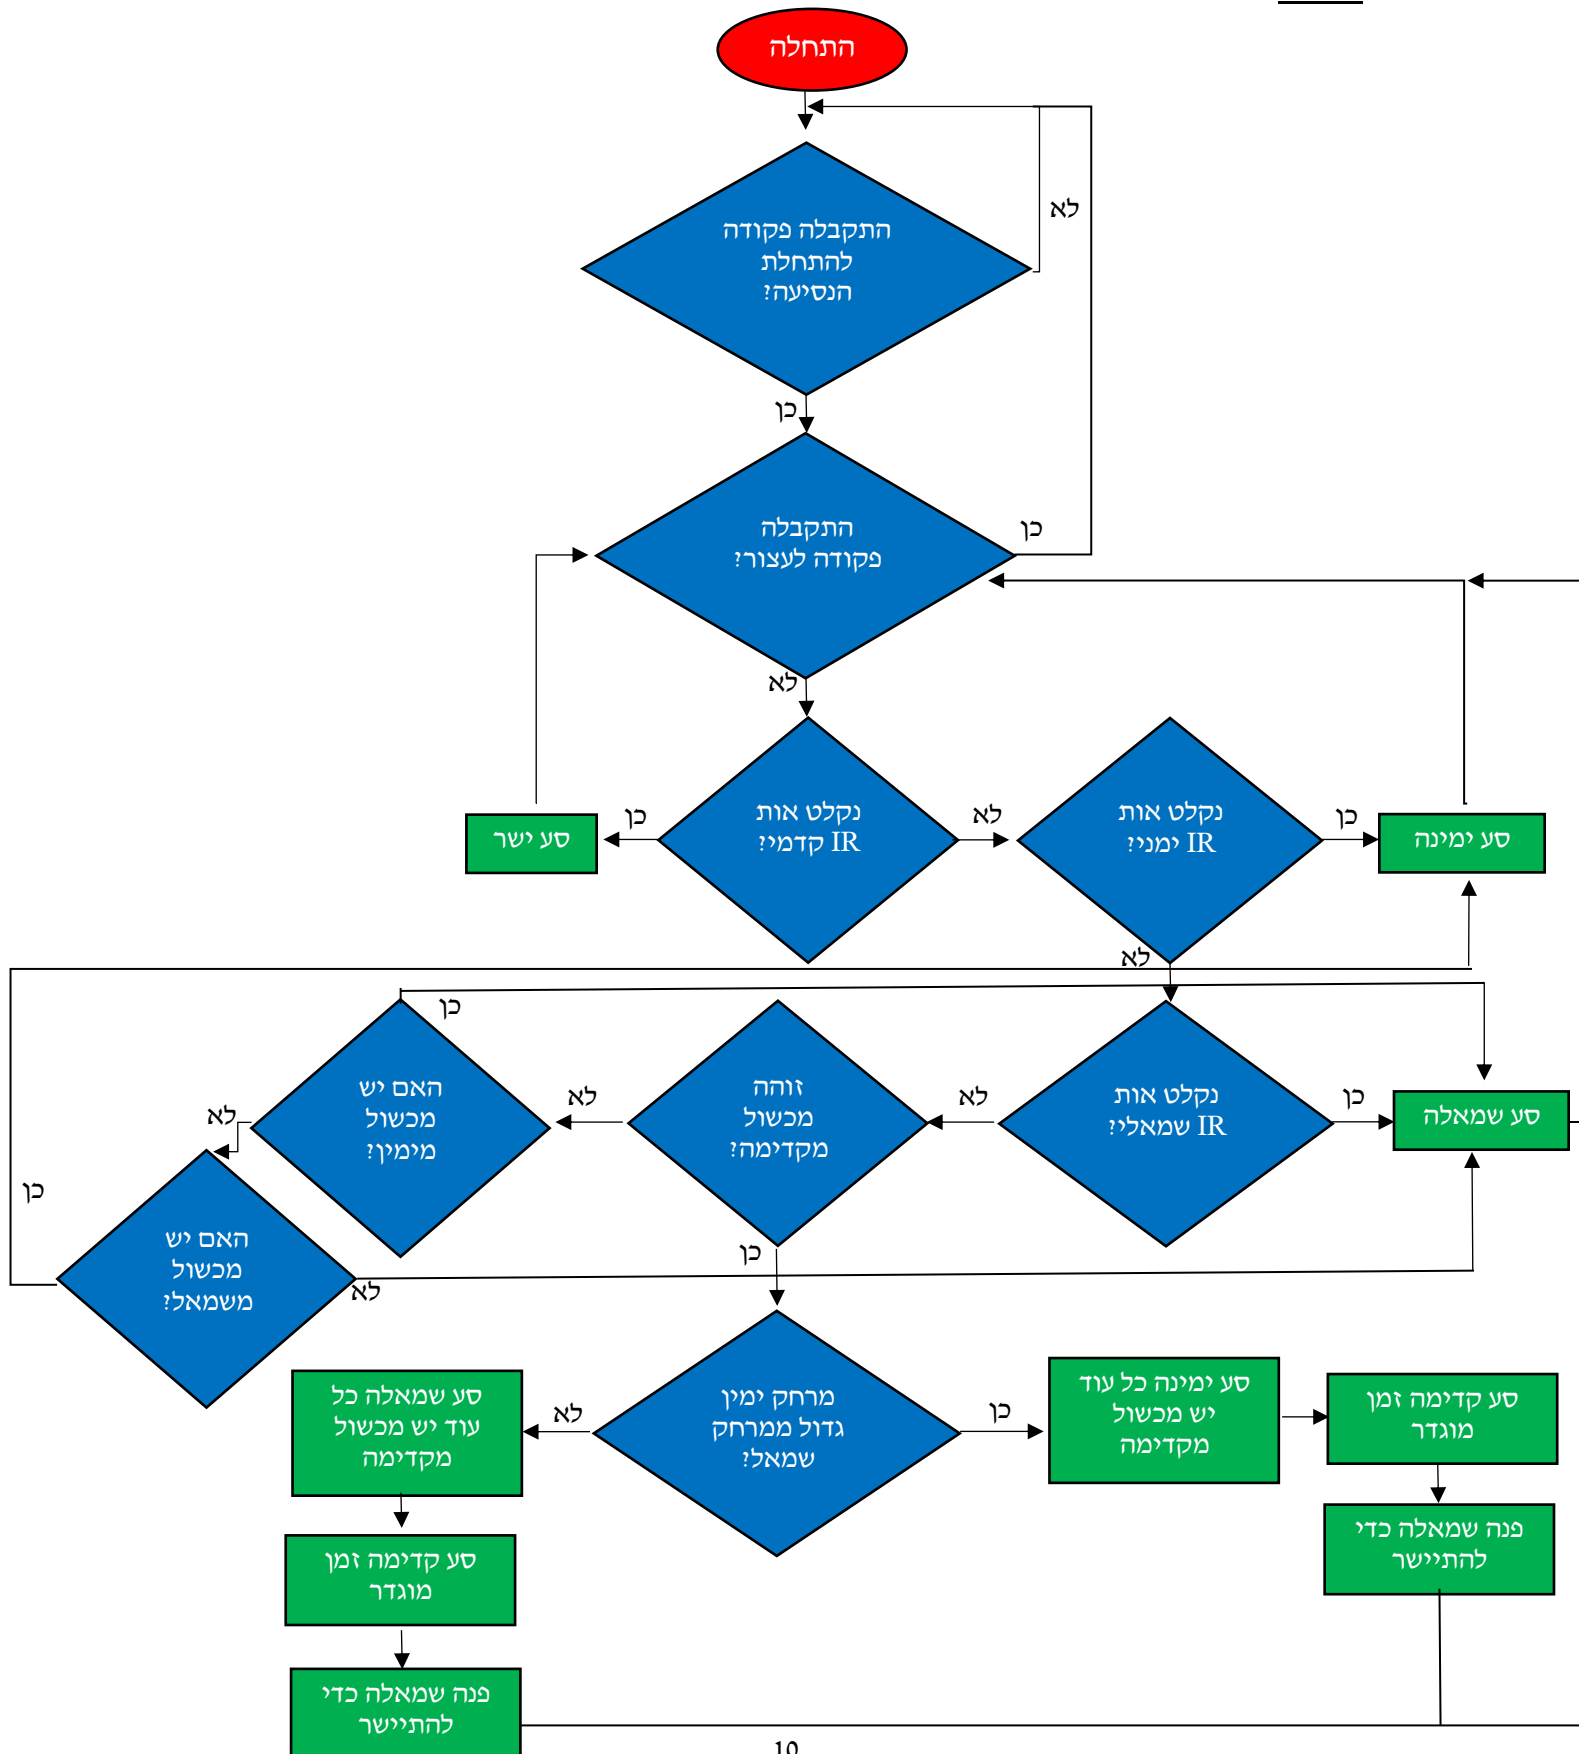 התחלה
לא
התקבלה פקודה
להתחלת
הנסיעה?
כן
התקבלה
פקודה לעצור?
כן
לא
סע ימינה
כן
נקלט אות
IR ימני?
לא
נקלט אות
IR קדמי?
כן
סע ישר
לא
כן
סע שמאלה
כן
נקלט אות
IR שמאלי?
לא
זוהה
מכשול
מקדימה?
לא
האם יש
מכשול
מימין?
לא
כן
האם יש
מכשול
משמאל?
לא
כן
סע קדימה זמן
מוגדר
סע ימינה כל עוד
יש מכשול
מקדימה
כן
מרחק ימין
גדול ממרחק
שמאל?
לא
סע שמאלה כל
עוד יש מכשול
מקדימה
פנה שמאלה כדי
להתיישר
סע קדימה זמן
מוגדר
פנה שמאלה כדי
להתיישר
10